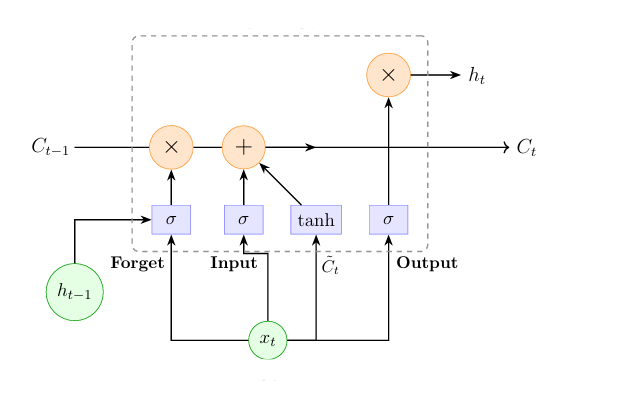 × h_t
C_{t-1} × + C_t
σ σ tanh σ
Forget Input C̃_t Output
h_{t-1}
x_t